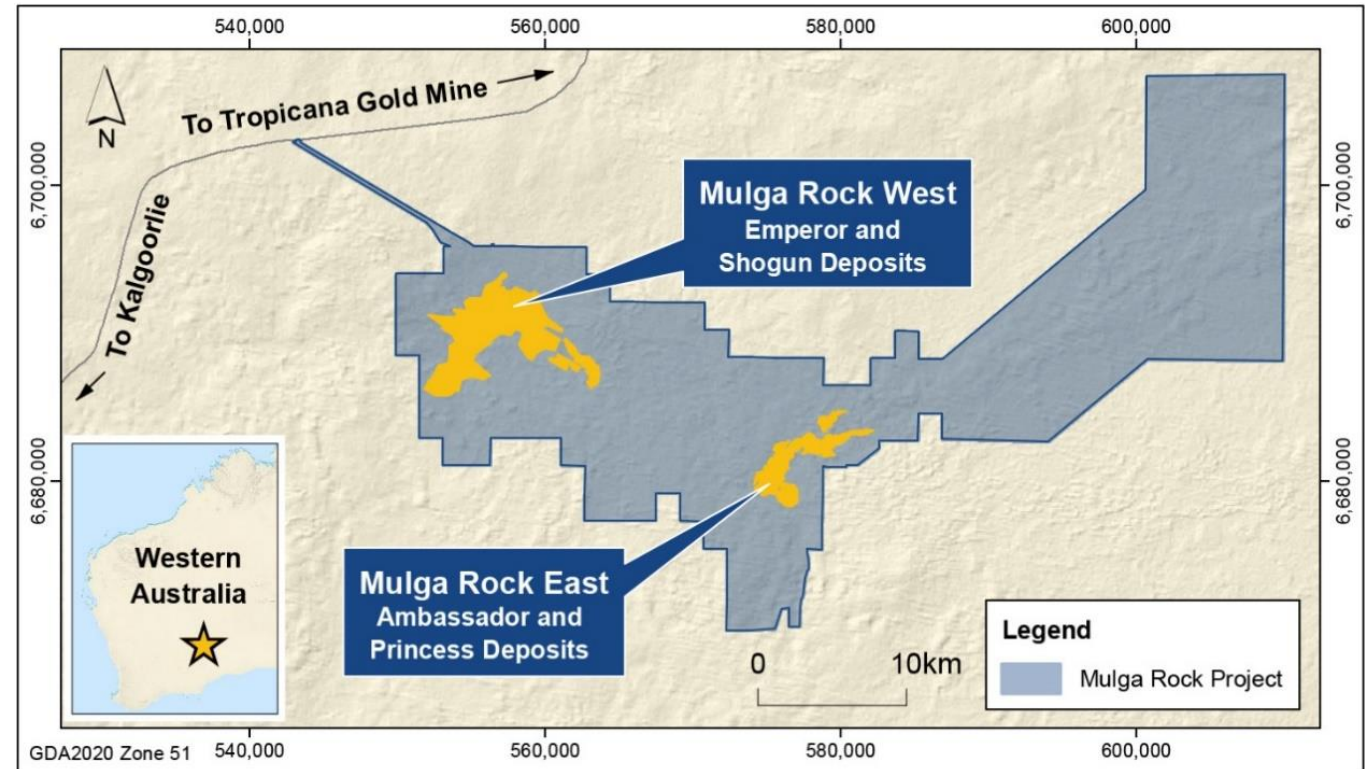 540,000
560,000
580,000
600,000
To Tropicana Gold Mine
N
6,700,000
6,700,000
To Kalgoorlie
Mulga Rock West
Emperor and
Shogun Deposits
6,680,000
6,680,000
Western
Australia
Mulga Rock East
Ambassador and
Princess Deposits
0
10km
Legend
Mulga Rock Project
GDA2020 Zone 51
540,000
560,000
580,000
600,000